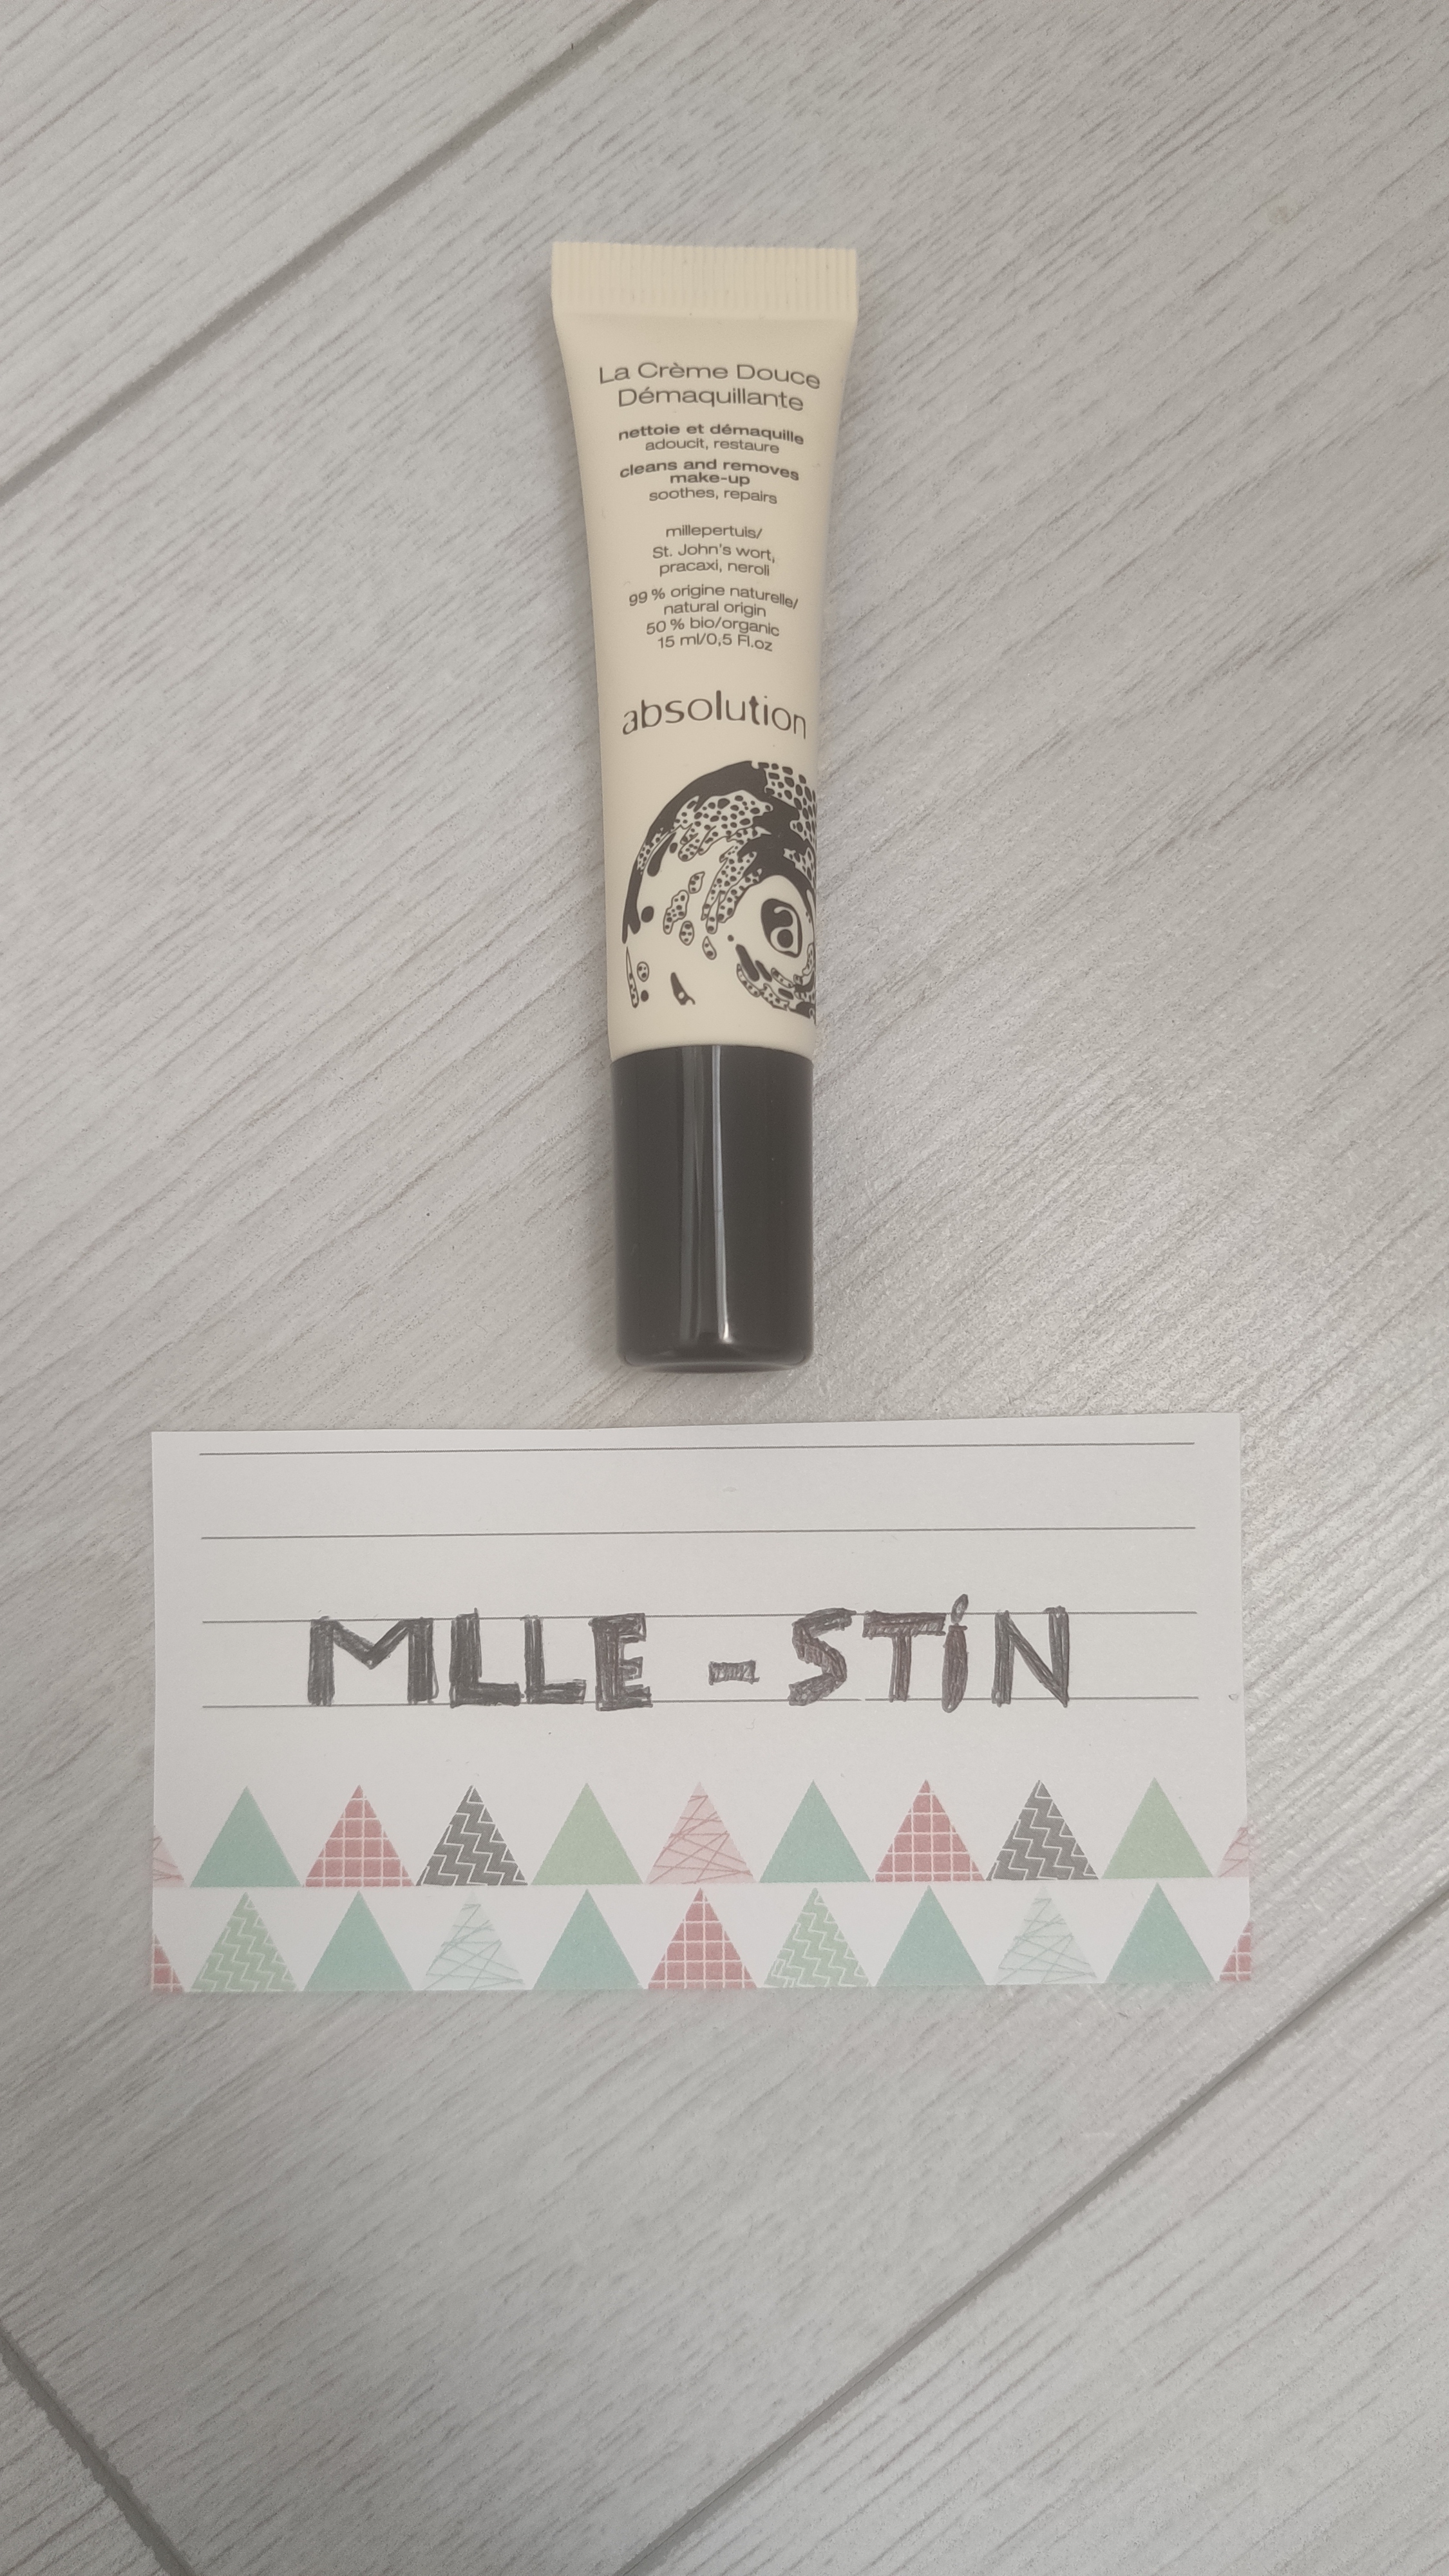 La Crème Douce
Démaquillante
nettoie et démaquille
adoucit, restaure
cleans and removes
make-up
soothes, repairs
millepertuis/
St. John's wort,
pracaxi, neroli
99 % origine naturelle/
natural origin
50 % bio/organic
15 ml/0,5 Fl.oz
absolution
a
MLLE - STiN